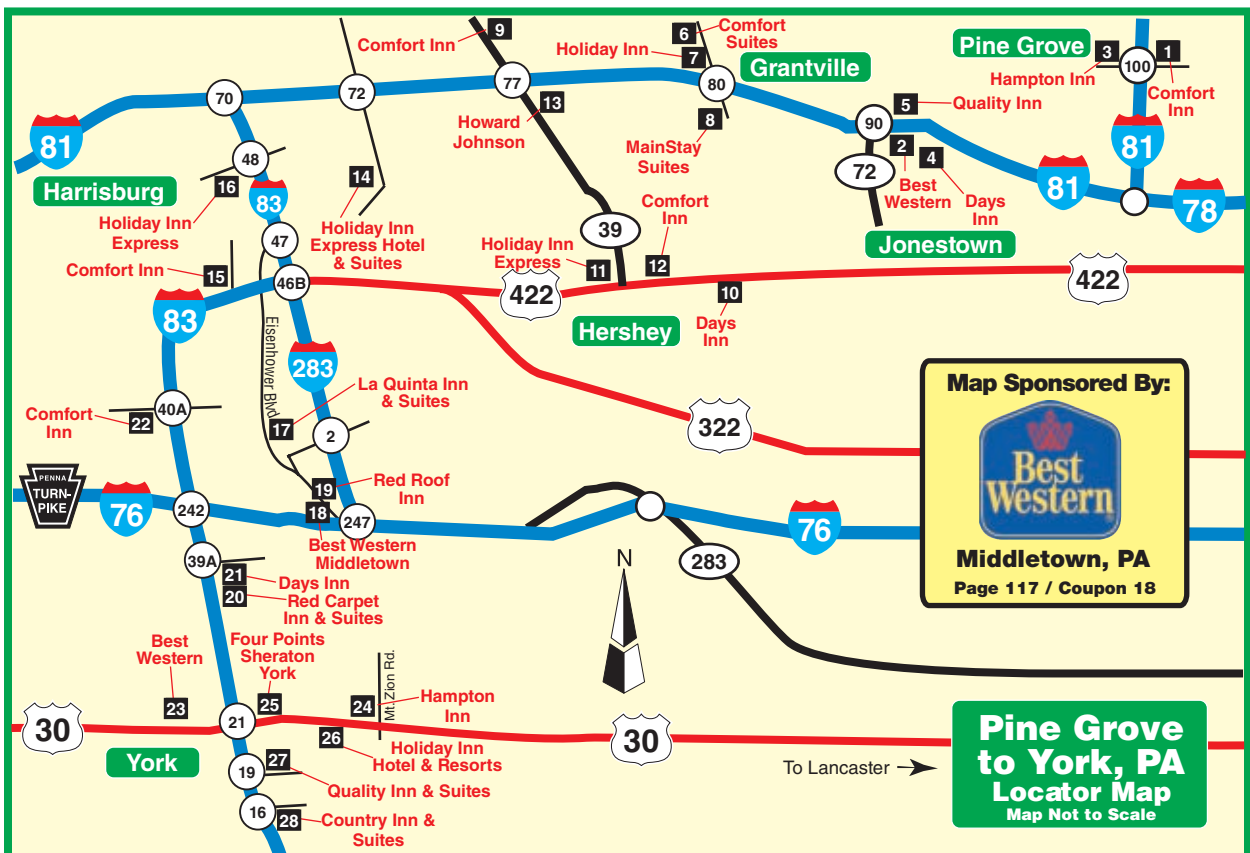 9
Comfort Inn
6
Comfort
Suites
Holiday Inn
7
Grantville
Pine Grove
3
1
100
Hampton Inn
Comfort
Inn
70
72
77
80
13
Howard
Johnson
8
MainStay
Suites
5
Quality Inn
90
2
4
Best
Western
Days
Inn
72
81
81
81
78
Jonestown
48
Harrisburg
16
83
14
Holiday Inn
Express
Holiday Inn
Express Hotel
& Suites
47
Comfort Inn
15
46B
39
Comfort
Inn
Holiday Inn
Express
11
12
422
422
10
Days
Inn
Hershey
83
Eisenhower Blvd
283
La Quinta Inn
& Suites
17
2
40A
Comfort
Inn
22
322
Map Sponsored By:
Best
Western
Middletown, PA
Page 117 / Coupon 18
PENNA
TURN-
PIKE
76
242
19
Red Roof
Inn
18
247
Best Western
Middletown
76
283
39A
21
Days Inn
20
Red Carpet
Inn & Suites
N
Best
Western
Four Points
Sheraton
York
23
25
24
Mt. Zion Rd.
Hampton
Inn
30
21
26
Holiday Inn
Hotel & Resorts
30
York
19
27
Quality Inn & Suites
16
28
Country Inn &
Suites
To Lancaster
Pine Grove
to York, PA
Locator Map
Map Not to Scale